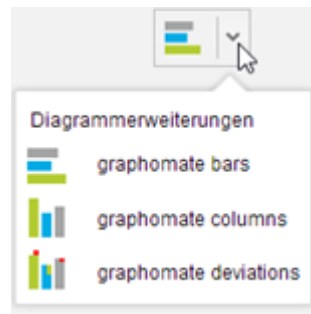 Diagrammerweiterungen
graphomate bars
graphomate columns
graphomate deviations